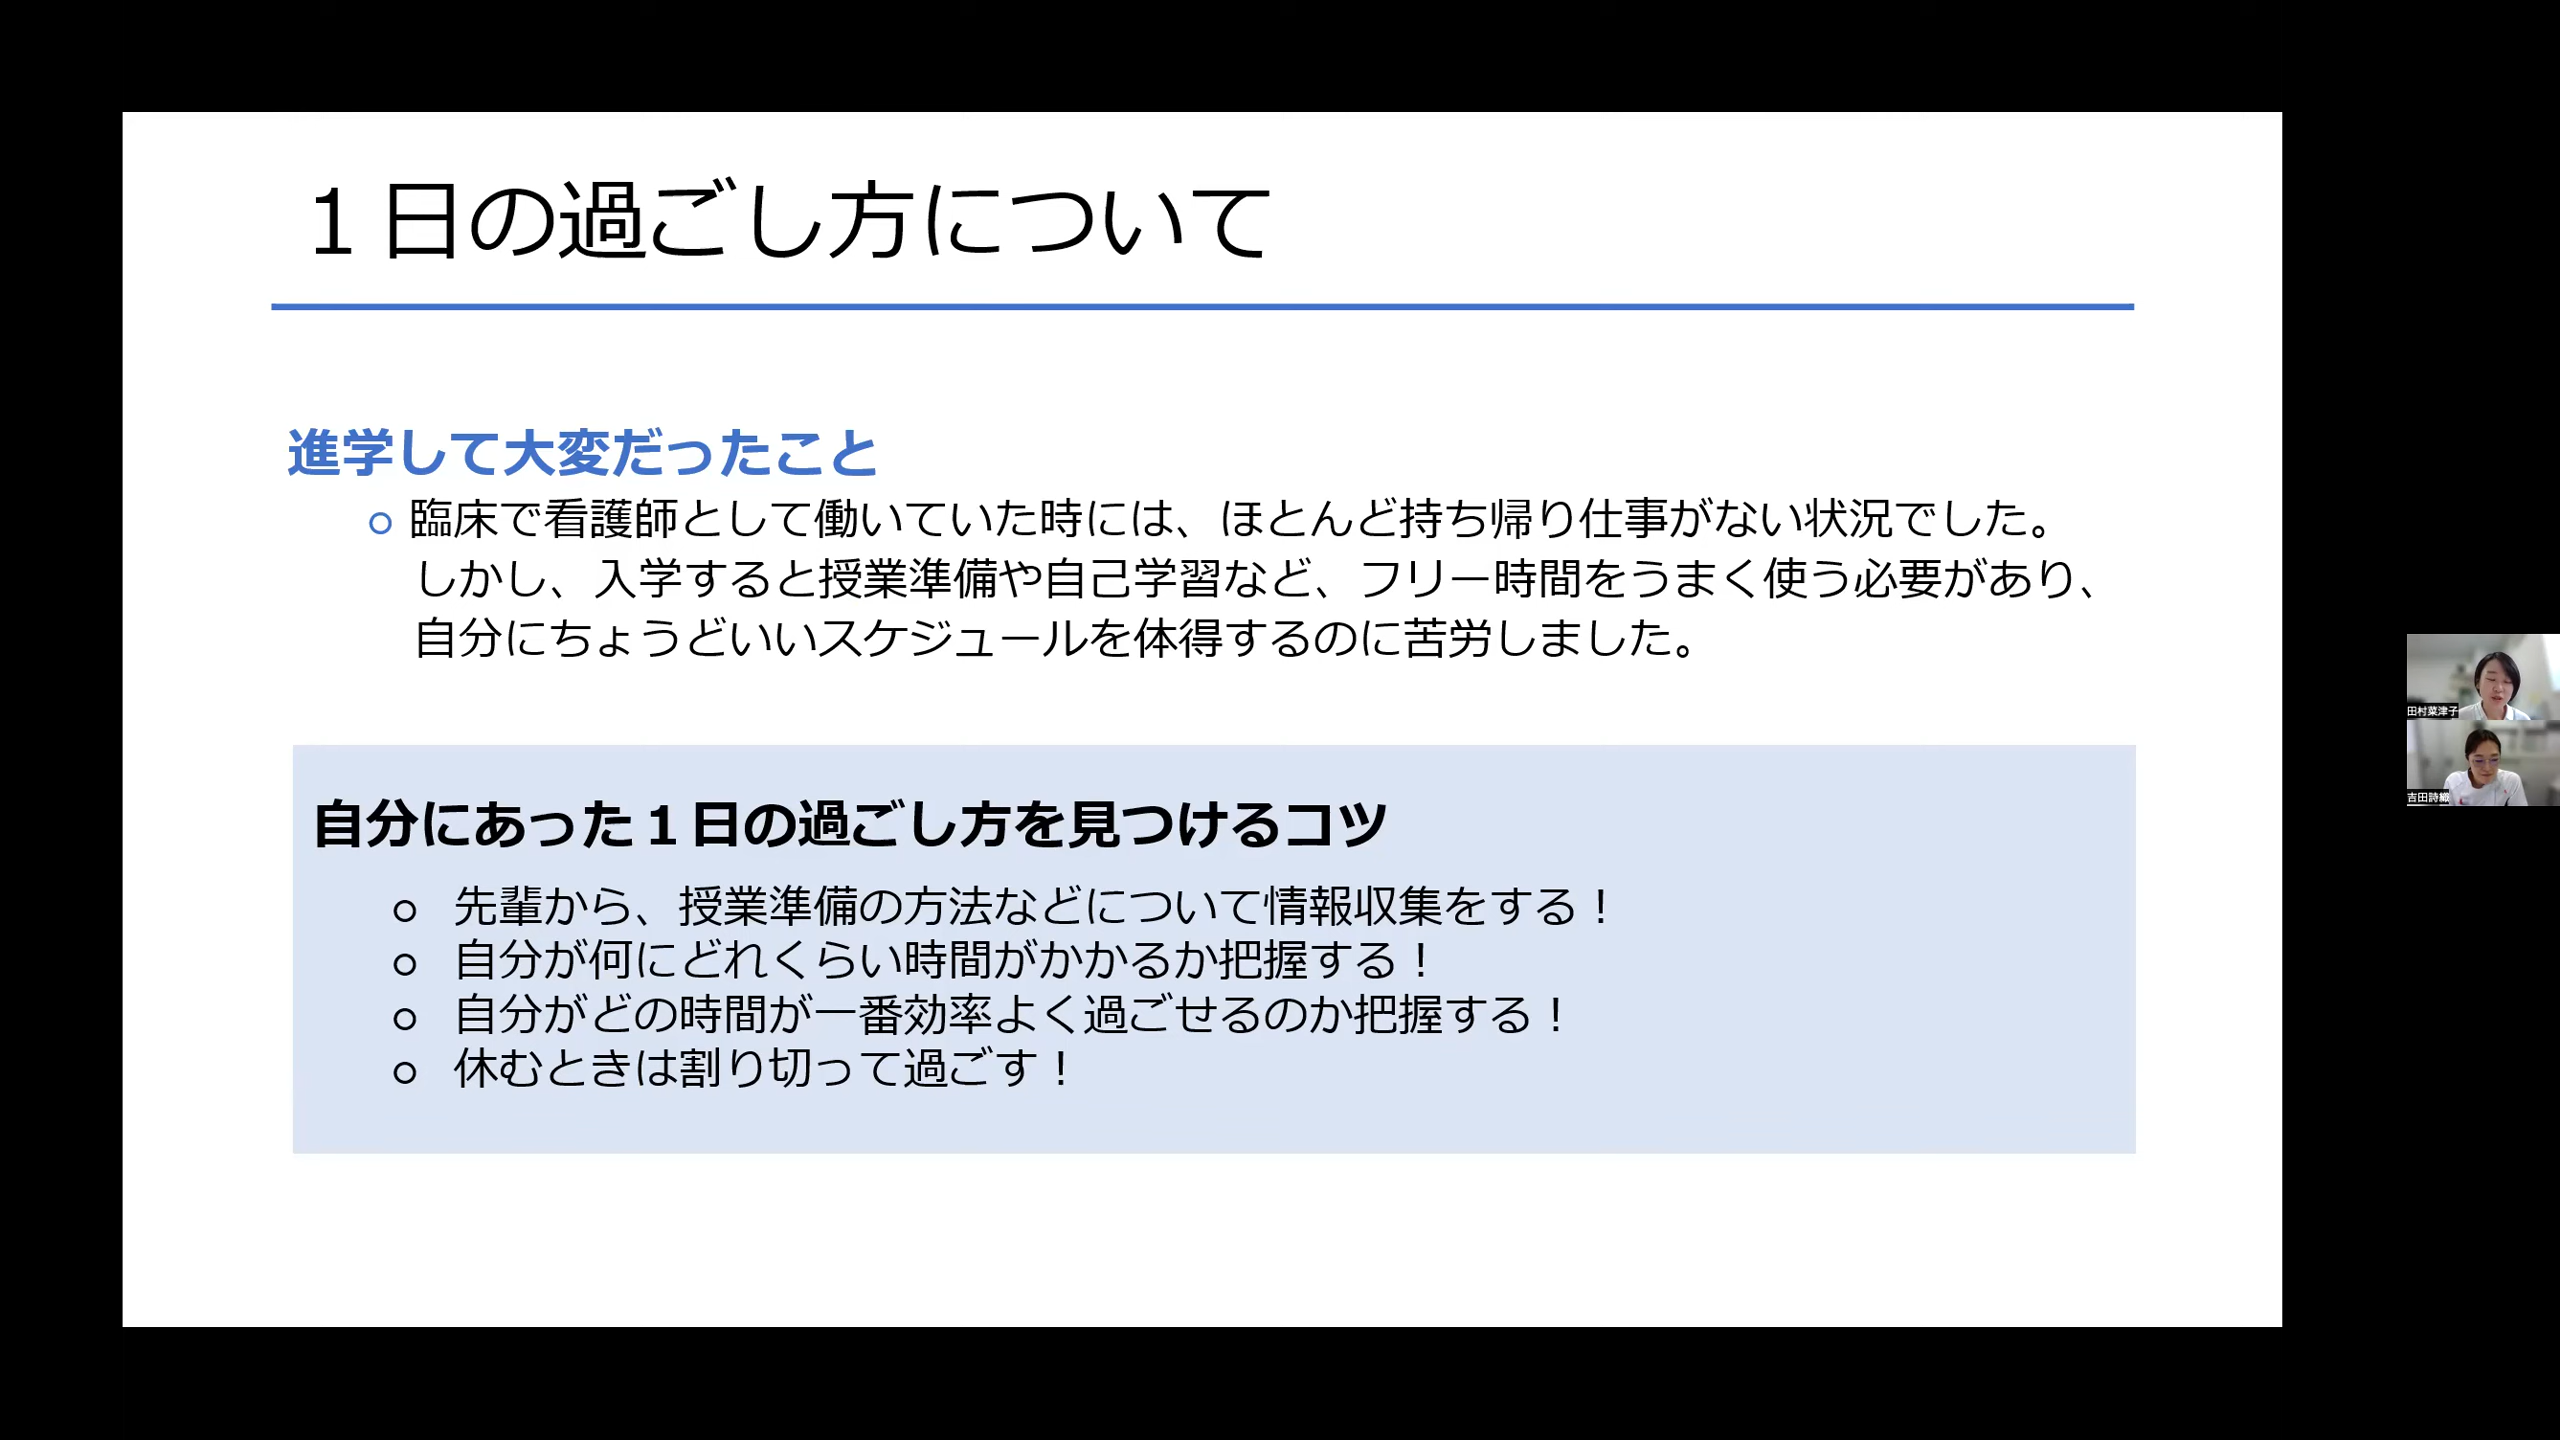 １日の過ごし方について
進学して大変だったこと
臨床で看護師として働いていた時には、ほとんど持ち帰り仕事がない状況でした。
しかし、入学すると授業準備や自己学習など、フリー時間をうまく使う必要があり、
自分にちょうどいいスケジュールを体得するのに苦労しました。
自分にあった１日の過ごし方を見つけるコツ
先輩から、授業準備の方法などについて情報収集をする！
自分が何にどれくらい時間がかかるか把握する！
自分がどの時間が一番効率よく過ごせるのか把握する！
休むときは割り切って過ごす！
田村菜津子
吉田詩織